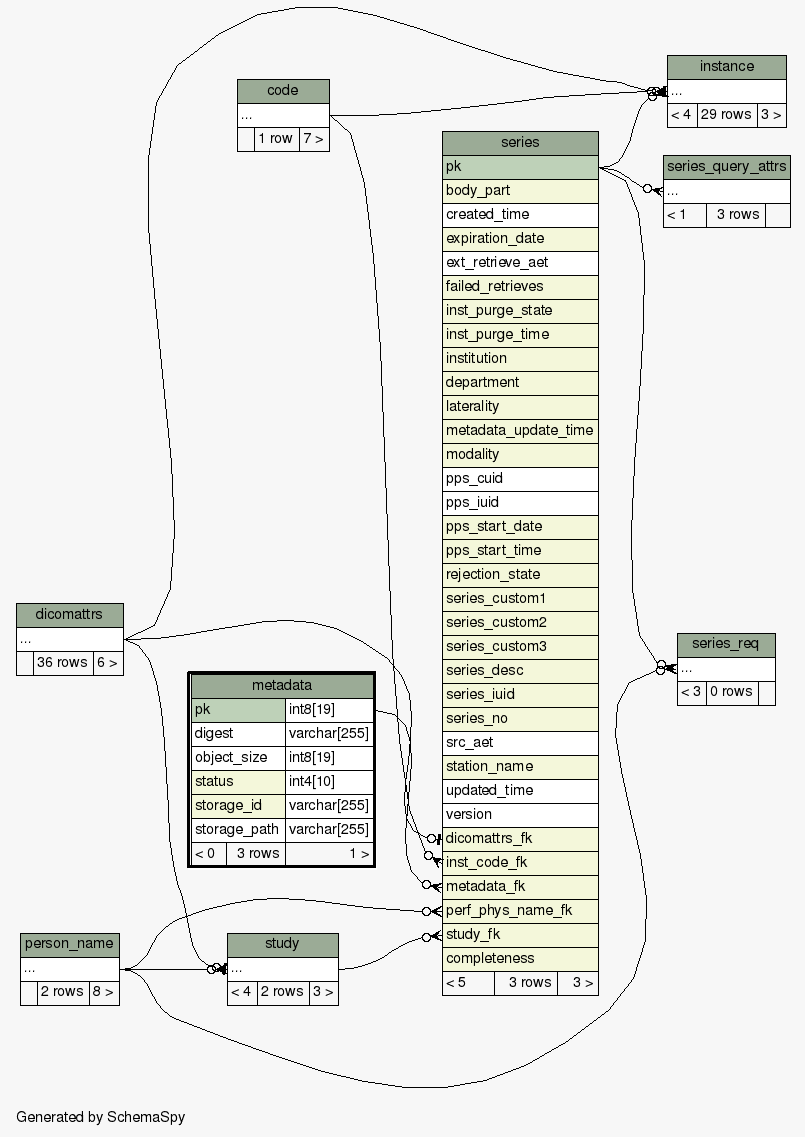 instance
...
< 4 29 rows 3 >
code
...
1 row 7 >
series
pk
body_part
created_time
expiration_date
ext_retrieve_aet
failed_retrieves
inst_purge_state
inst_purge_time
institution
department
laterality
metadata_update_time
modality
pps_cuid
pps_iuid
pps_start_date
pps_start_time
rejection_state
series_custom1
series_custom2
series_custom3
series_desc
series_iuid
series_no
src_aet
station_name
updated_time
version
dicomattrs_fk
inst_code_fk
metadata_fk
perf_phys_name_fk
study_fk
completeness
< 5 3 rows 3 >
series_query_attrs
...
< 1 3 rows
dicomattrs
...
36 rows 6 >
series_req
...
< 3 0 rows
metadata
pk int8[19]
digest varchar[255]
object_size int8[19]
status int4[10]
storage_id varchar[255]
storage_path varchar[255]
< 0 3 rows 1 >
person_name
...
2 rows 8 >
study
...
< 4 2 rows 3 >
Generated by SchemaSpy